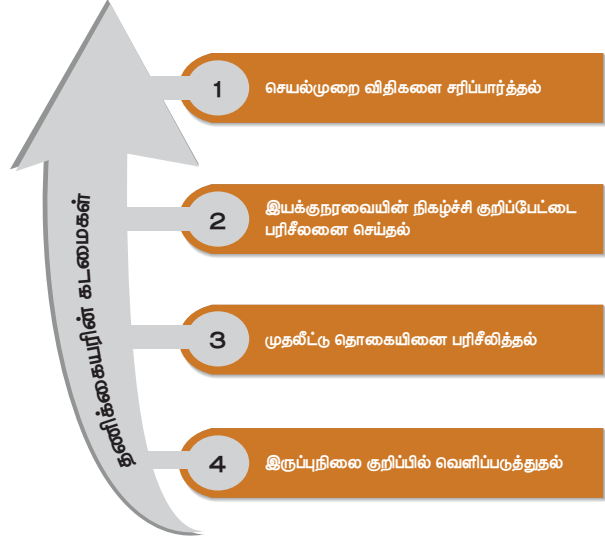 தணிக்கையரின் கடமைகள்
1
செயல்முறை விதிகளை சரிப்பார்த்தல்
2
இயக்குநரவையின் நிகழ்ச்சி குறிப்பேட்டை
பரிசீலனை செய்தல்
3
முதலீட்டு தொகையினை பரிசீலித்தல்
4
இருப்புநிலை குறிப்பில் வெளிப்படுத்துதல்